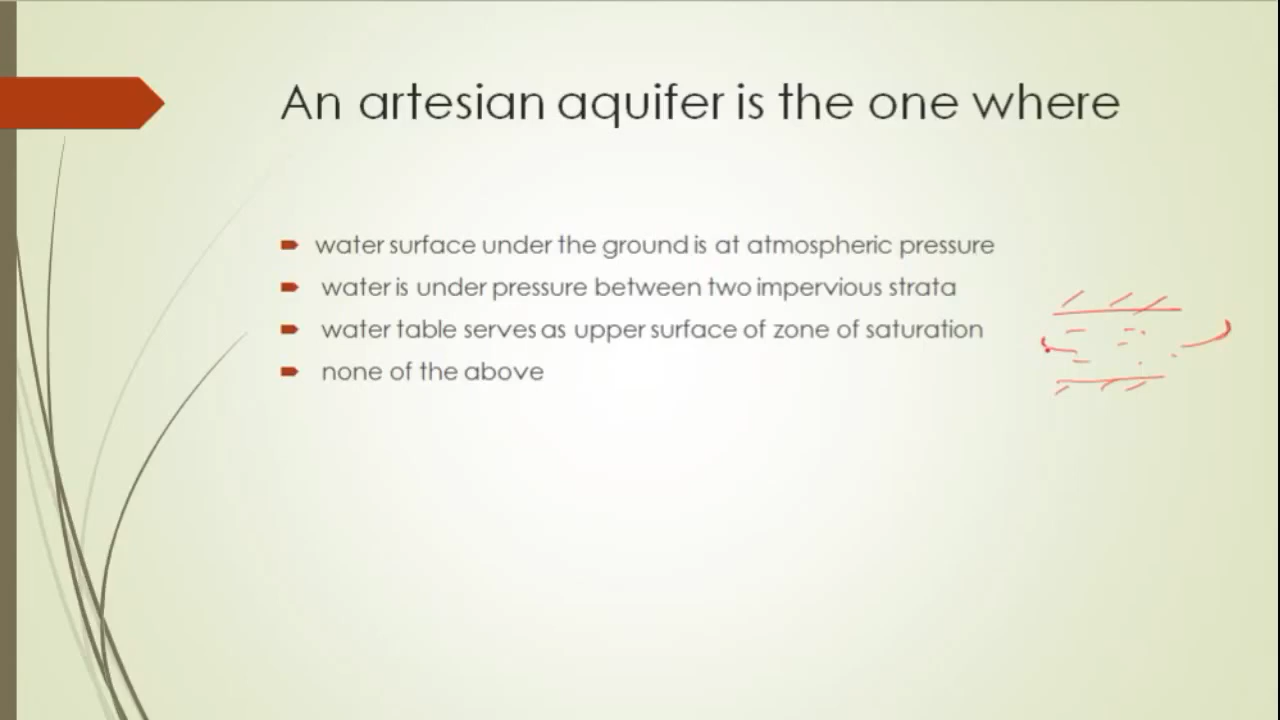 An artesian aquifer is the one where
water surface under the ground is at atmospheric pressure
water is under pressure between two impervious strata
water table serves as upper surface of zone of saturation
none of the above